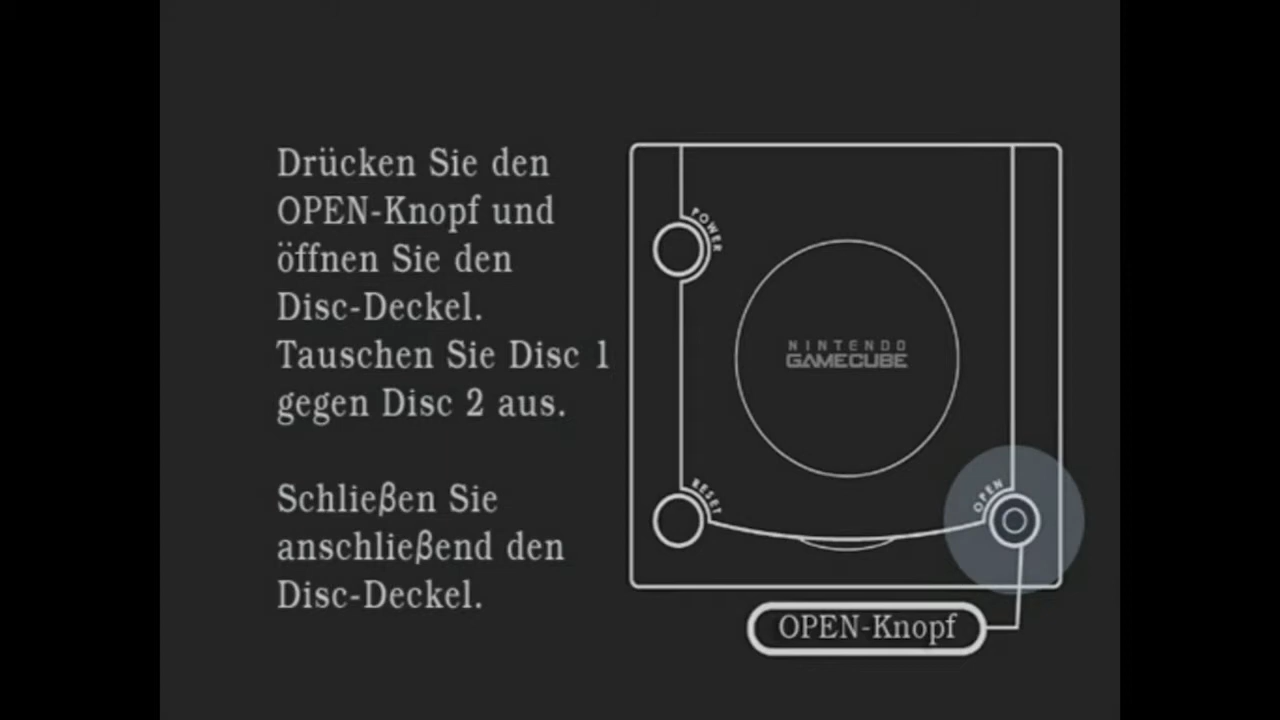 Drücken Sie den
OPEN-Knopf und
öffnen Sie den
Disc-Deckel.
Tauschen Sie Disc 1
gegen Disc 2 aus.
Schließen Sie
anschließend den
Disc-Deckel.
POWER
NINTENDO
GAMECUBE
RESET
OPEN
OPEN-Knopf